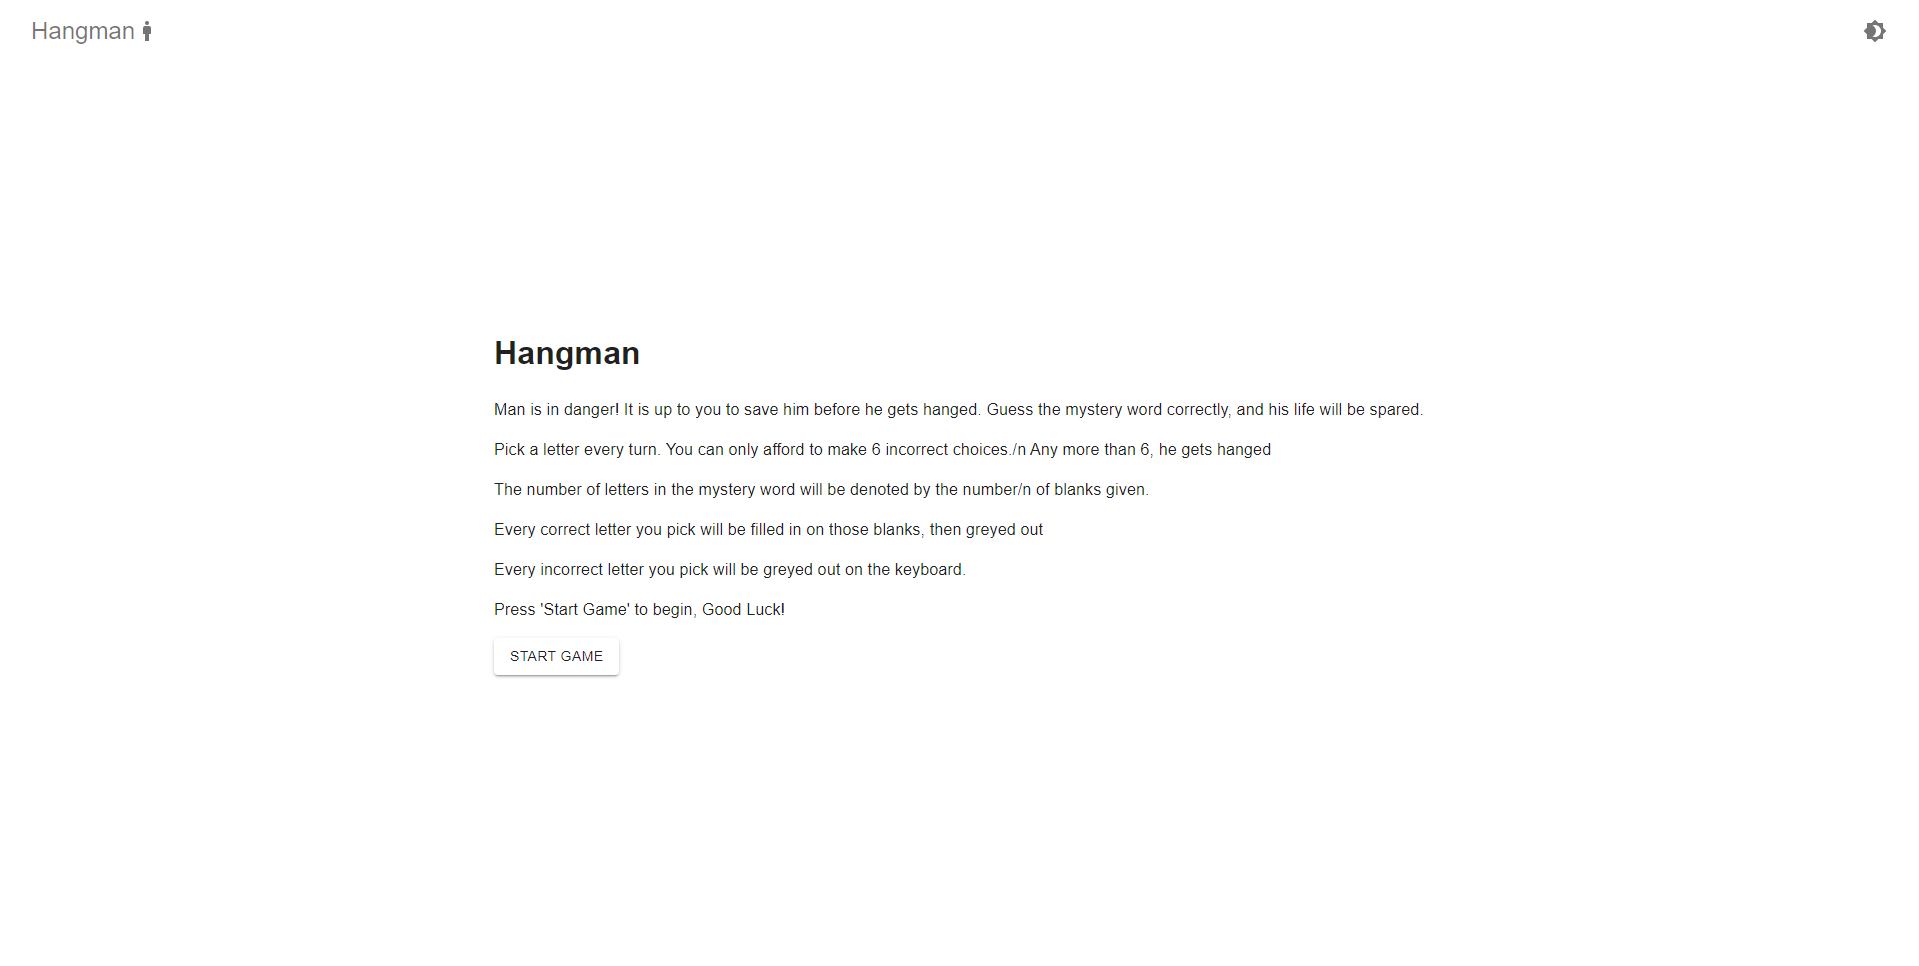 Hangman
Hangman
Man is in danger! It is up to you to save him before he gets hanged. Guess the mystery word correctly, and his life will be spared.
Pick a letter every turn. You can only afford to make 6 incorrect choices./n Any more than 6, he gets hanged
The number of letters in the mystery word will be denoted by the number/n of blanks given.
Every correct letter you pick will be filled in on those blanks, then greyed out
Every incorrect letter you pick will be greyed out on the keyboard.
Press 'Start Game' to begin, Good Luck!
START GAME